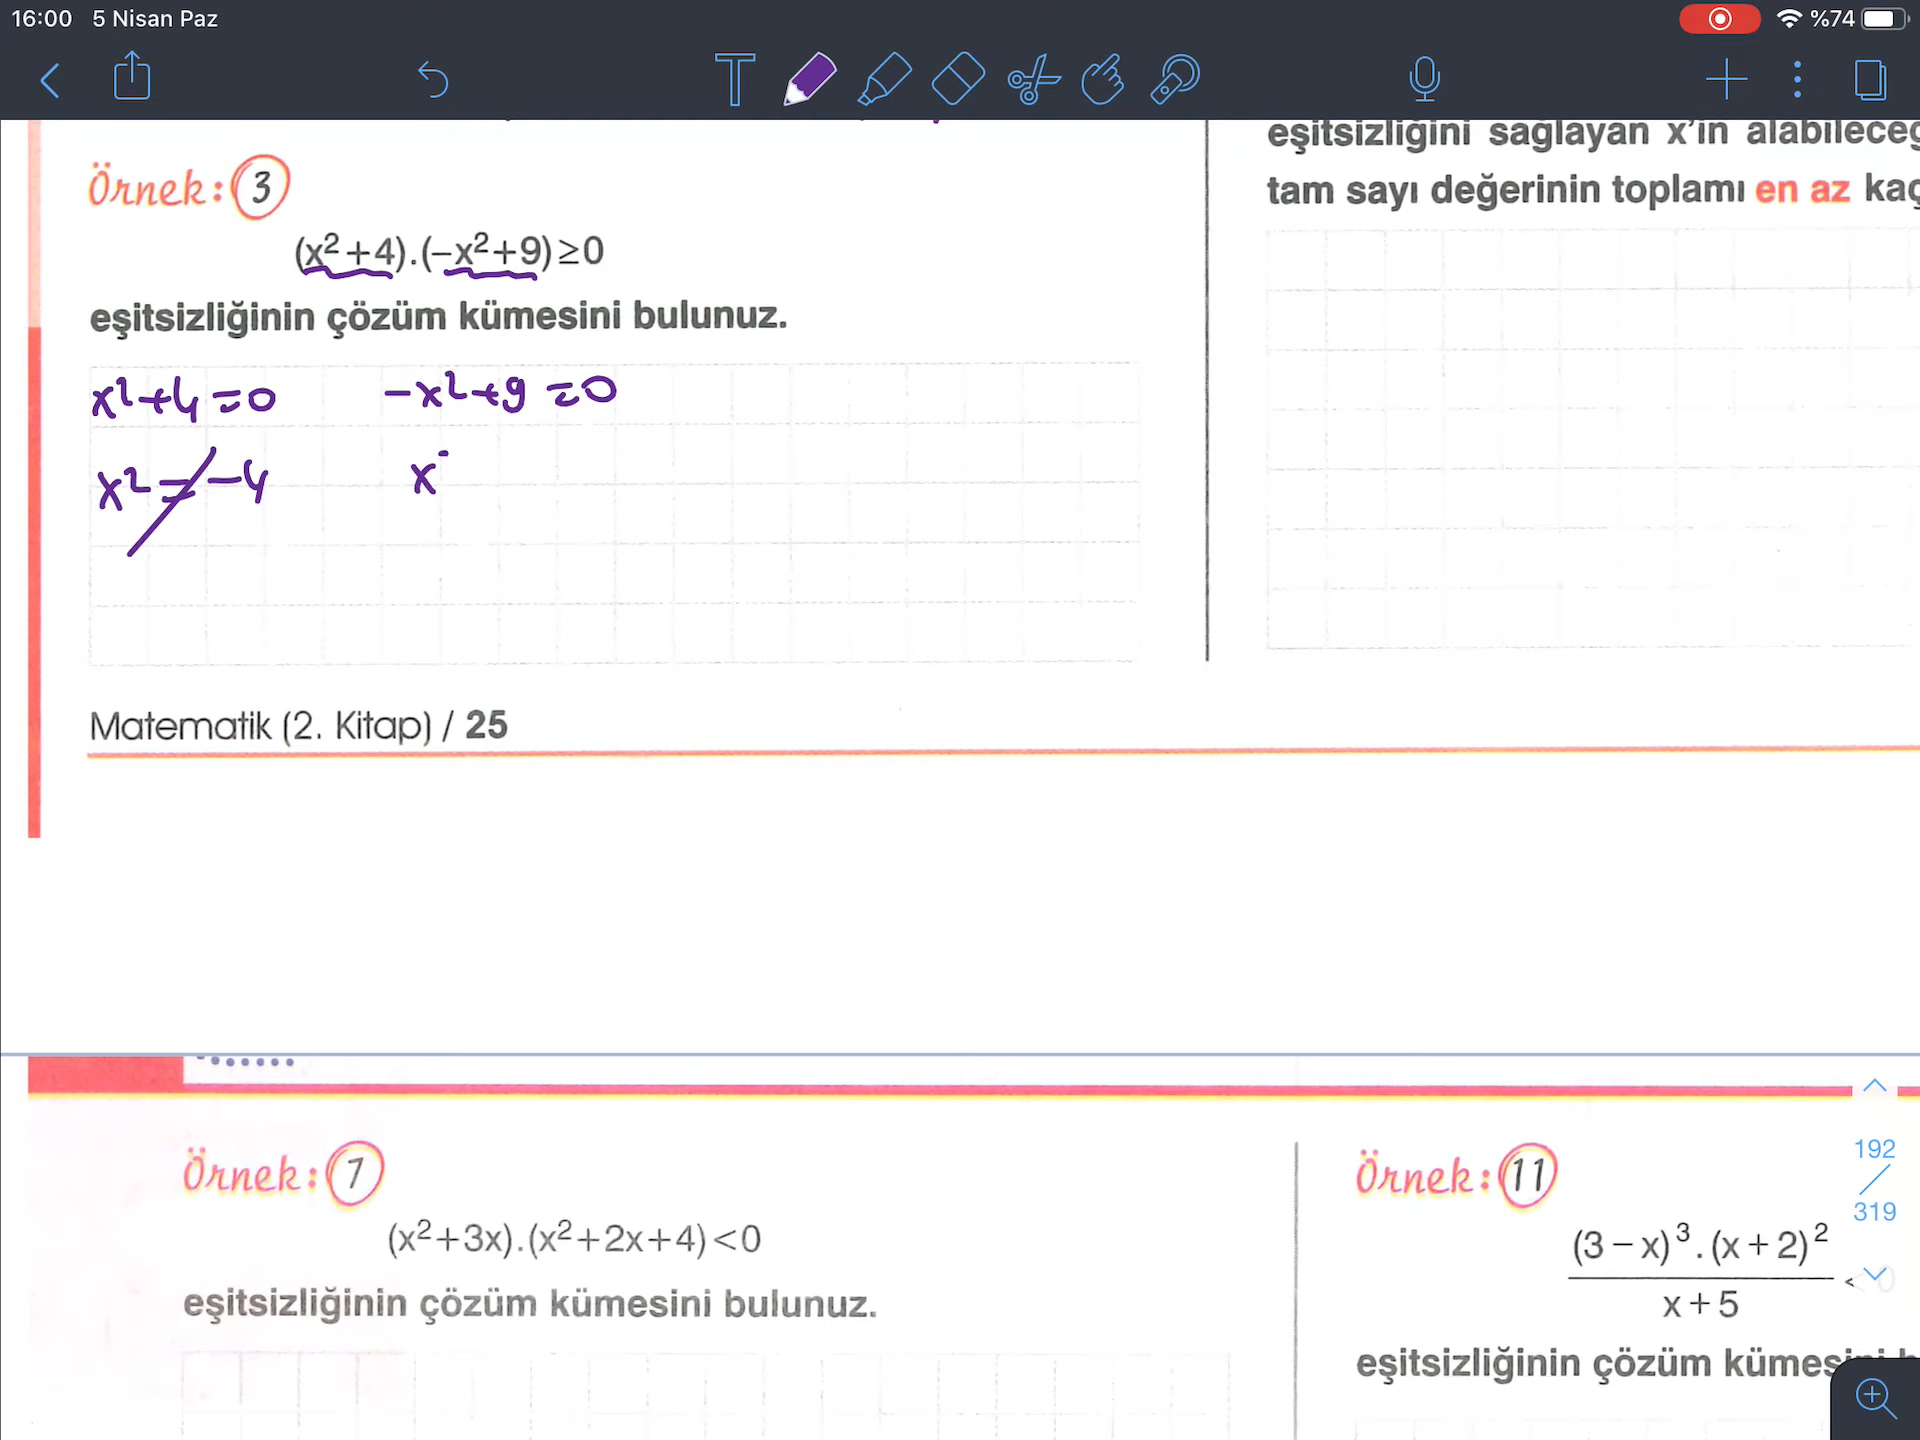 16:00 5 Nisan Paz
%74
Örnek: 3
(x²+4).(−x²+9)≥0
eşitsizliğinin çözüm kümesini bulunuz.
x²+4=0
-x²+9=0
x²=-4
x
Matematik (2. Kitap) / 25
eşitsizliğini sağlayan x'in
tam sayı değerinin toplamı en az
Örnek: 7
(x²+3x).(x²+2x+4)<0
eşitsizliğinin çözüm kümesini bulunuz.
Örnek: 11
(3−x)³.(x+2)²
x+5
eşitsizliğinin çözüm
192
319